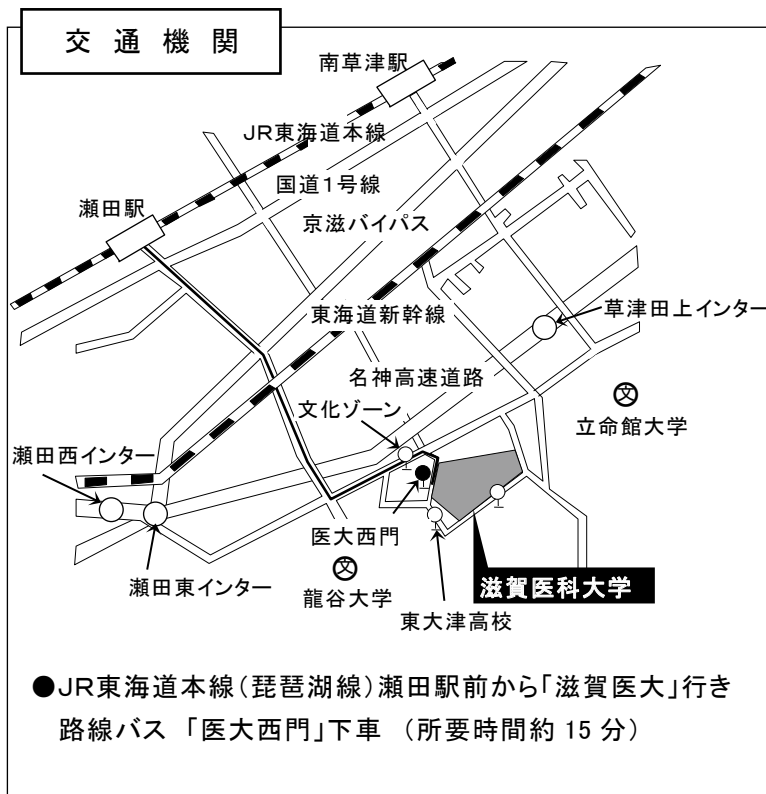 交 通 機 関
南草津駅
JR東海道本線
国道1号線
瀬田駅
京滋バイパス
東海道新幹線
草津田上インター
名神高速道路
文化ゾーン
文
立命館大学
瀬田西インター
医大西門
文
瀬田東インター
龍谷大学
滋賀医科大学
東大津高校
●JR東海道本線(琵琶湖線)瀬田駅前から「滋賀医大」行き
路線バス 「医大西門」下車 (所要時間約 15 分)